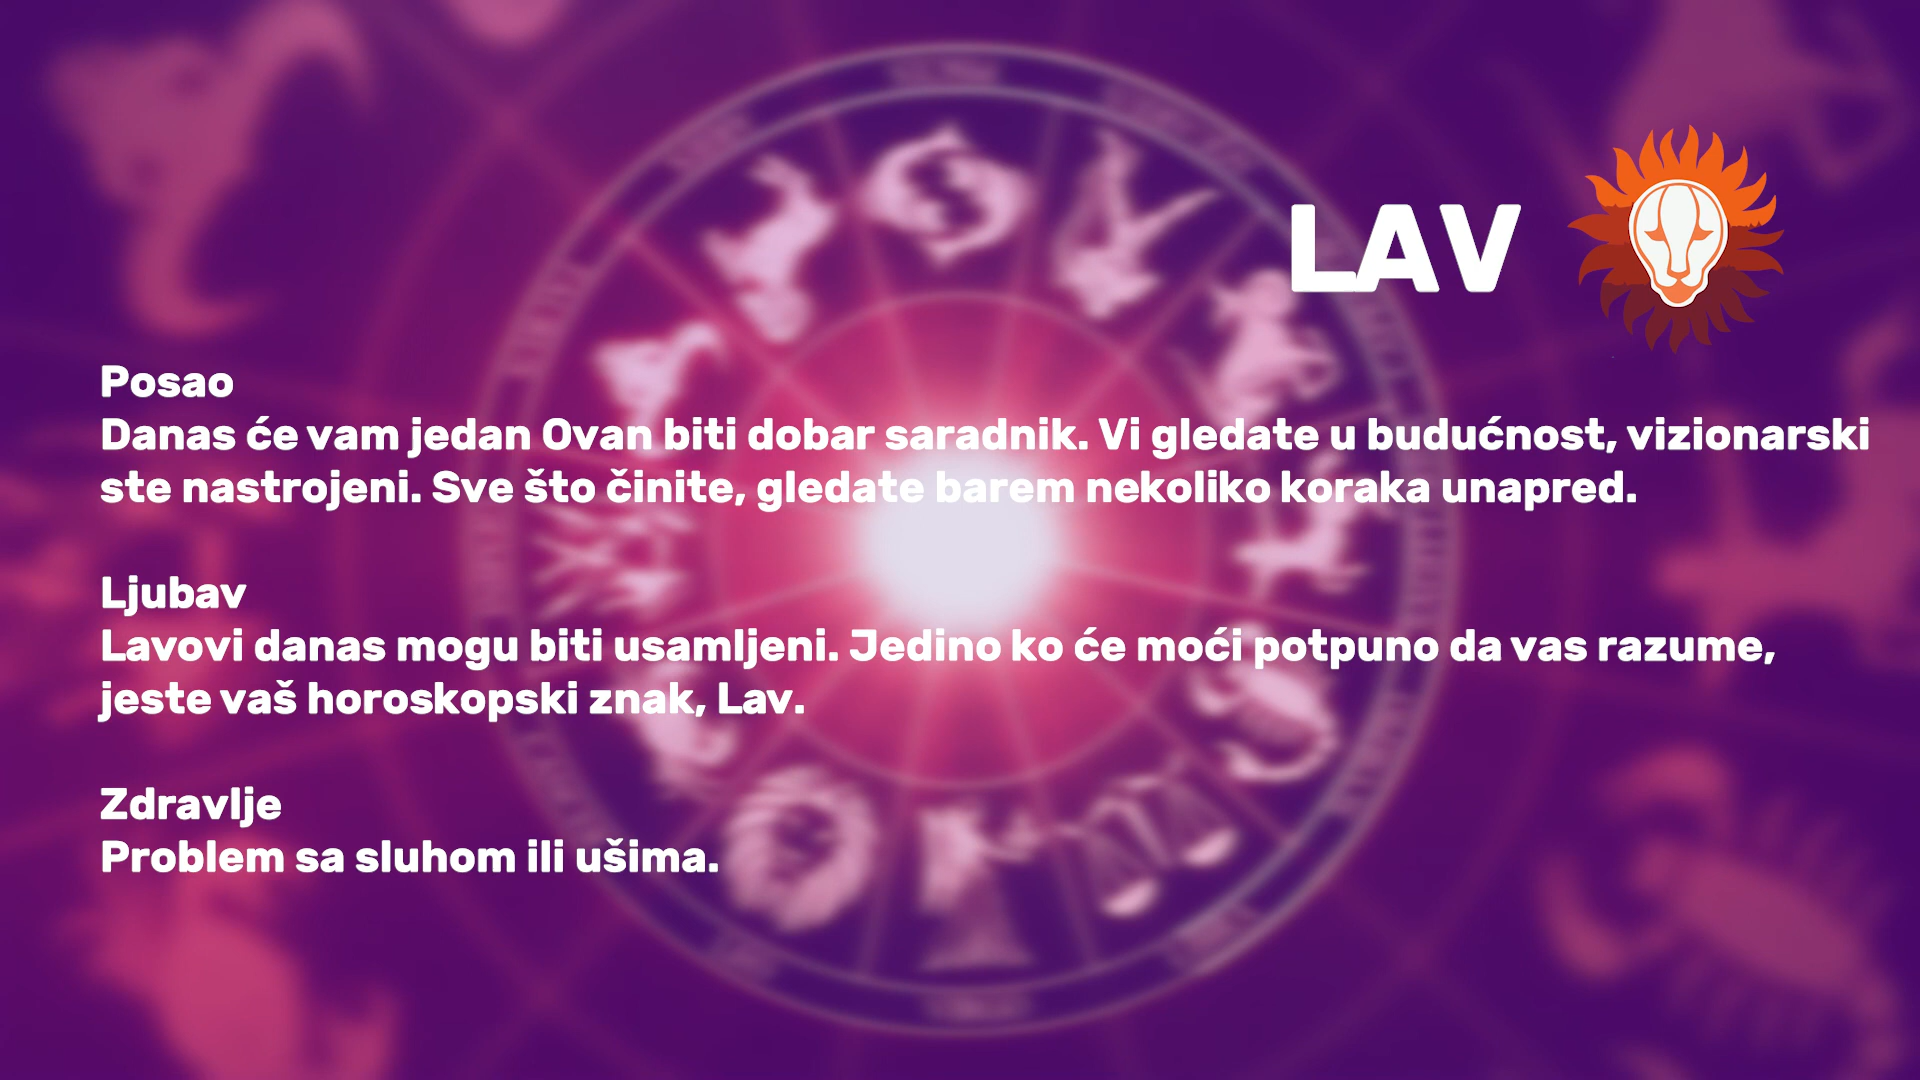 LAV
Posao
Danas će vam jedan Ovan biti dobar saradnik. Vi gledate u budućnost, vizionarski
ste nastrojeni. Sve što činite, gledate barem nekoliko koraka unapred.
Ljubav
Lavovi danas mogu biti usamljeni. Jedino ko će moći potpuno da vas razume,
jeste vaš horoskopski znak, Lav.
Zdravlje
Problem sa sluhom ili ušima.